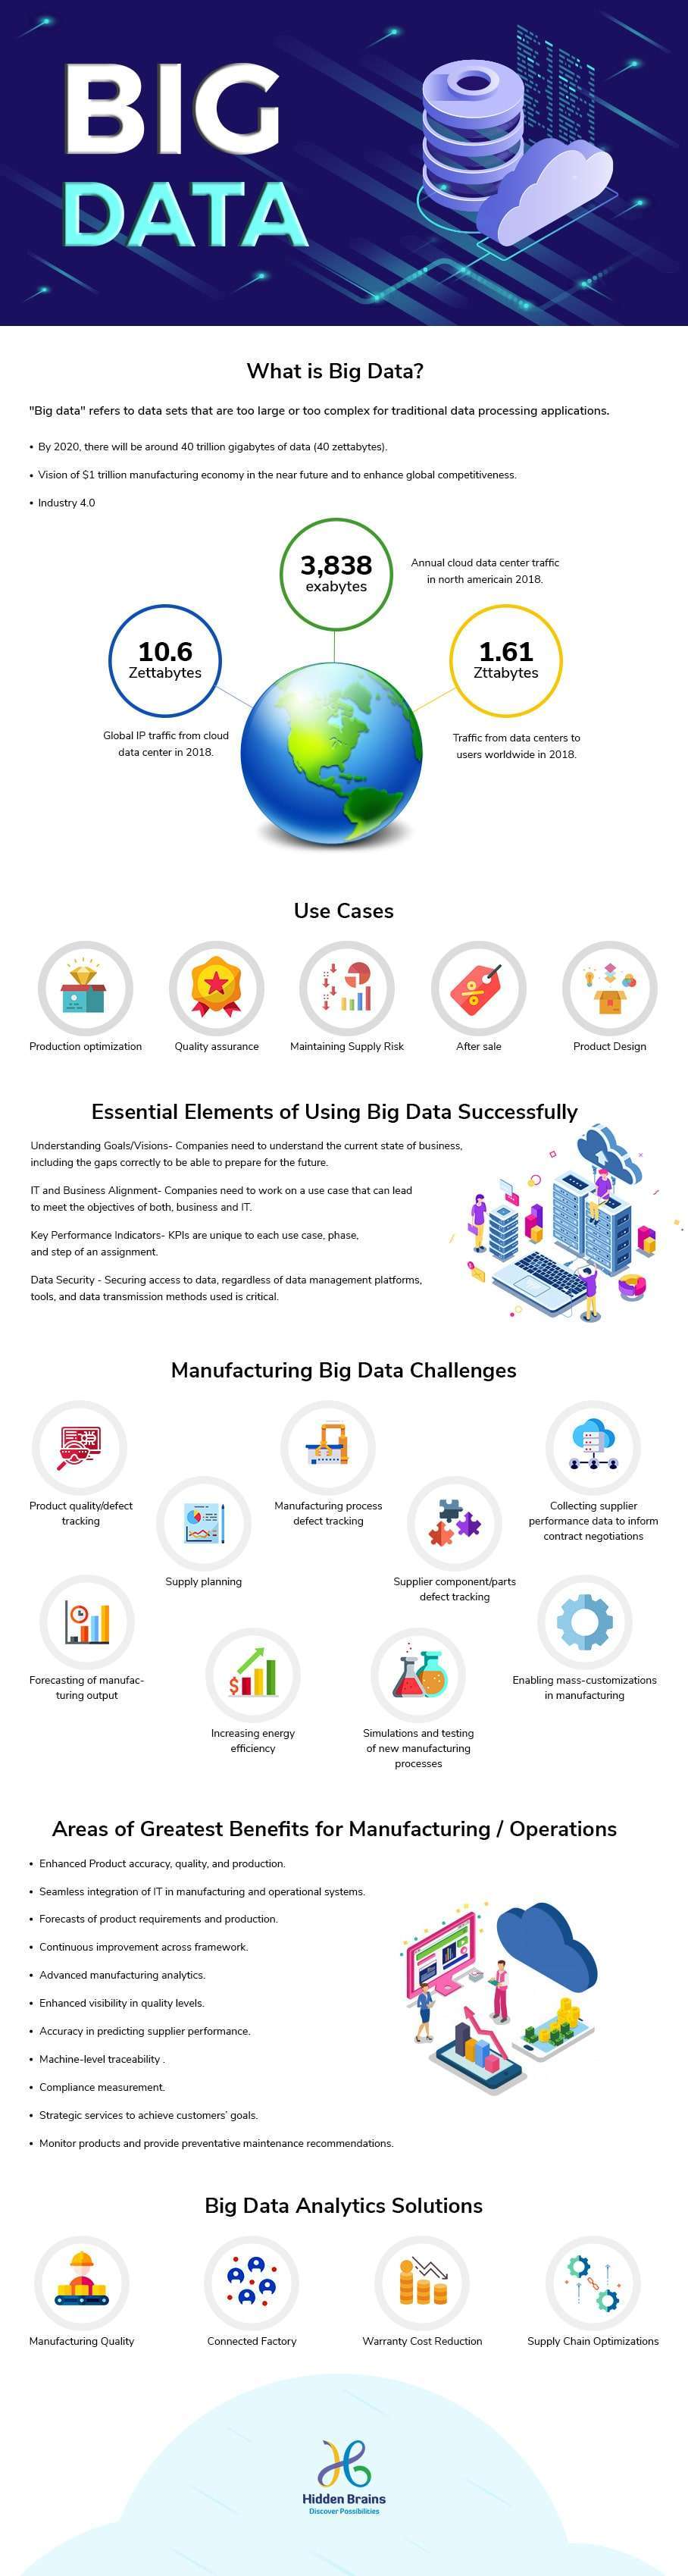 BIG
DATA
What is Big Data?
"Big data" refers to data sets that are too large or too complex for traditional data processing applications.
• By 2020, there will be around 40 trillion gigabytes of data (40 zettabytes).
• Vision of $1 trillion manufacturing economy in the near future and to enhance global competitiveness.
• Industry 4.0
3,838
exabytes
Annual cloud data center traffic
in north americain 2018.
10.6
Zettabytes
Global IP traffic from cloud
data center in 2018.
1.61
Zttabytes
Traffic from data centers to
users worldwide in 2018.
Use Cases
Production optimization
Quality assurance
Maintaining Supply Risk
After sale
Product Design
Essential Elements of Using Big Data Successfully
Understanding Goals/Visions- Companies need to understand the current state of business,
including the gaps correctly to be able to prepare for the future.
IT and Business Alignment- Companies need to work on a use case that can lead
to meet the objectives of both, business and IT.
Key Performance Indicators- KPIs are unique to each use case, phase,
and step of an assignment.
Data Security - Securing access to data, regardless of data management platforms,
tools, and data transmission methods used is critical.
Manufacturing Big Data Challenges
Product quality/defect
tracking
Supply planning
Manufacturing process
defect tracking
Supplier component/parts
defect tracking
Collecting supplier
performance data to inform
contract negotiations
Forecasting of manufac-
turing output
Increasing energy
efficiency
Simulations and testing
of new manufacturing
processes
Enabling mass-customizations
in manufacturing
Areas of Greatest Benefits for Manufacturing / Operations
• Enhanced Product accuracy, quality, and production.
• Seamless integration of IT in manufacturing and operational systems.
• Forecasts of product requirements and production.
• Continuous improvement across framework.
• Advanced manufacturing analytics.
• Enhanced visibility in quality levels.
• Accuracy in predicting supplier performance.
• Machine-level traceability .
• Compliance measurement.
• Strategic services to achieve customers' goals.
• Monitor products and provide preventative maintenance recommendations.
Big Data Analytics Solutions
Manufacturing Quality
Connected Factory
Warranty Cost Reduction
Supply Chain Optimizations
Hidden Brains
Discover Possibilities